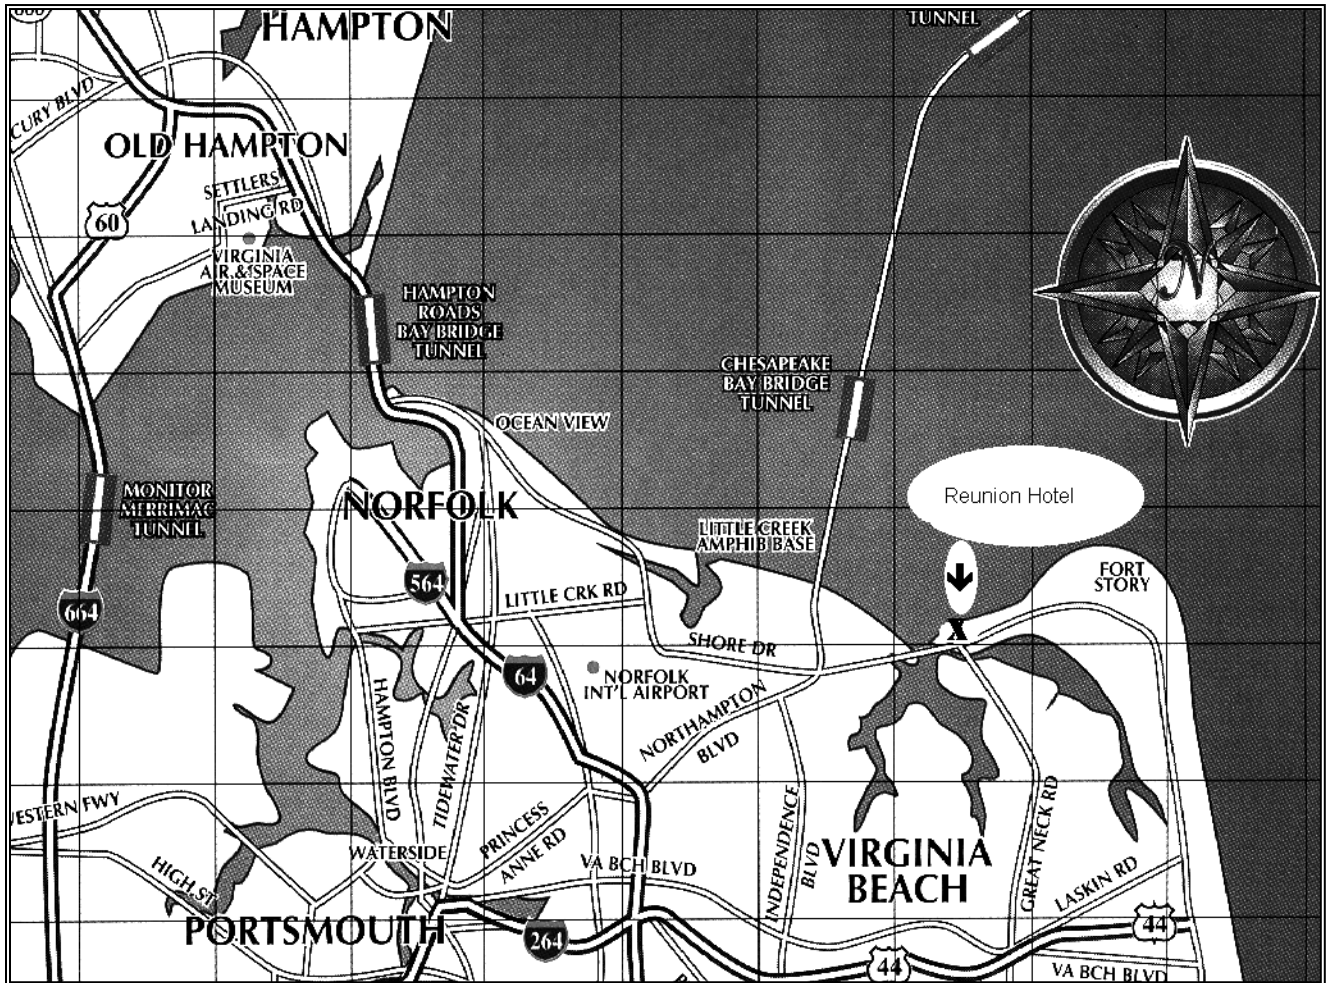 600
HAMPTON
TUNNEL
CURY BLVD
OLD HAMPTON
SETTLERS
LANDING RD
60
VIRGINIA
AIR & SPACE
MUSEUM
N
HAMPTON
ROADS
BAY BRIDGE
TUNNEL
CHESAPEAKE
BAY BRIDGE
TUNNEL
OCEAN VIEW
MONITOR
MERRIMAC
TUNNEL
NORFOLK
Reunion Hotel
LITTLE CREEK
AMPHIB BASE
FORT
STORY
564
664
LITTLE CRK RD
X
SHORE DR
64
NORFOLK
INT'L AIRPORT
NORTHAMPTON
BLVD
HAMPTON BLVD
TIDEWATER DR
ESTERN FWY
PRINCESS
ANNE RD
WATERSIDE
VA BCH BLVD
INDEPENDENCE
BLVD
VIRGINIA
BEACH
GREAT NECK RD
LASKIN RD
HIGH ST
PORTSMOUTH
264
44
44
VA BCH BLVD